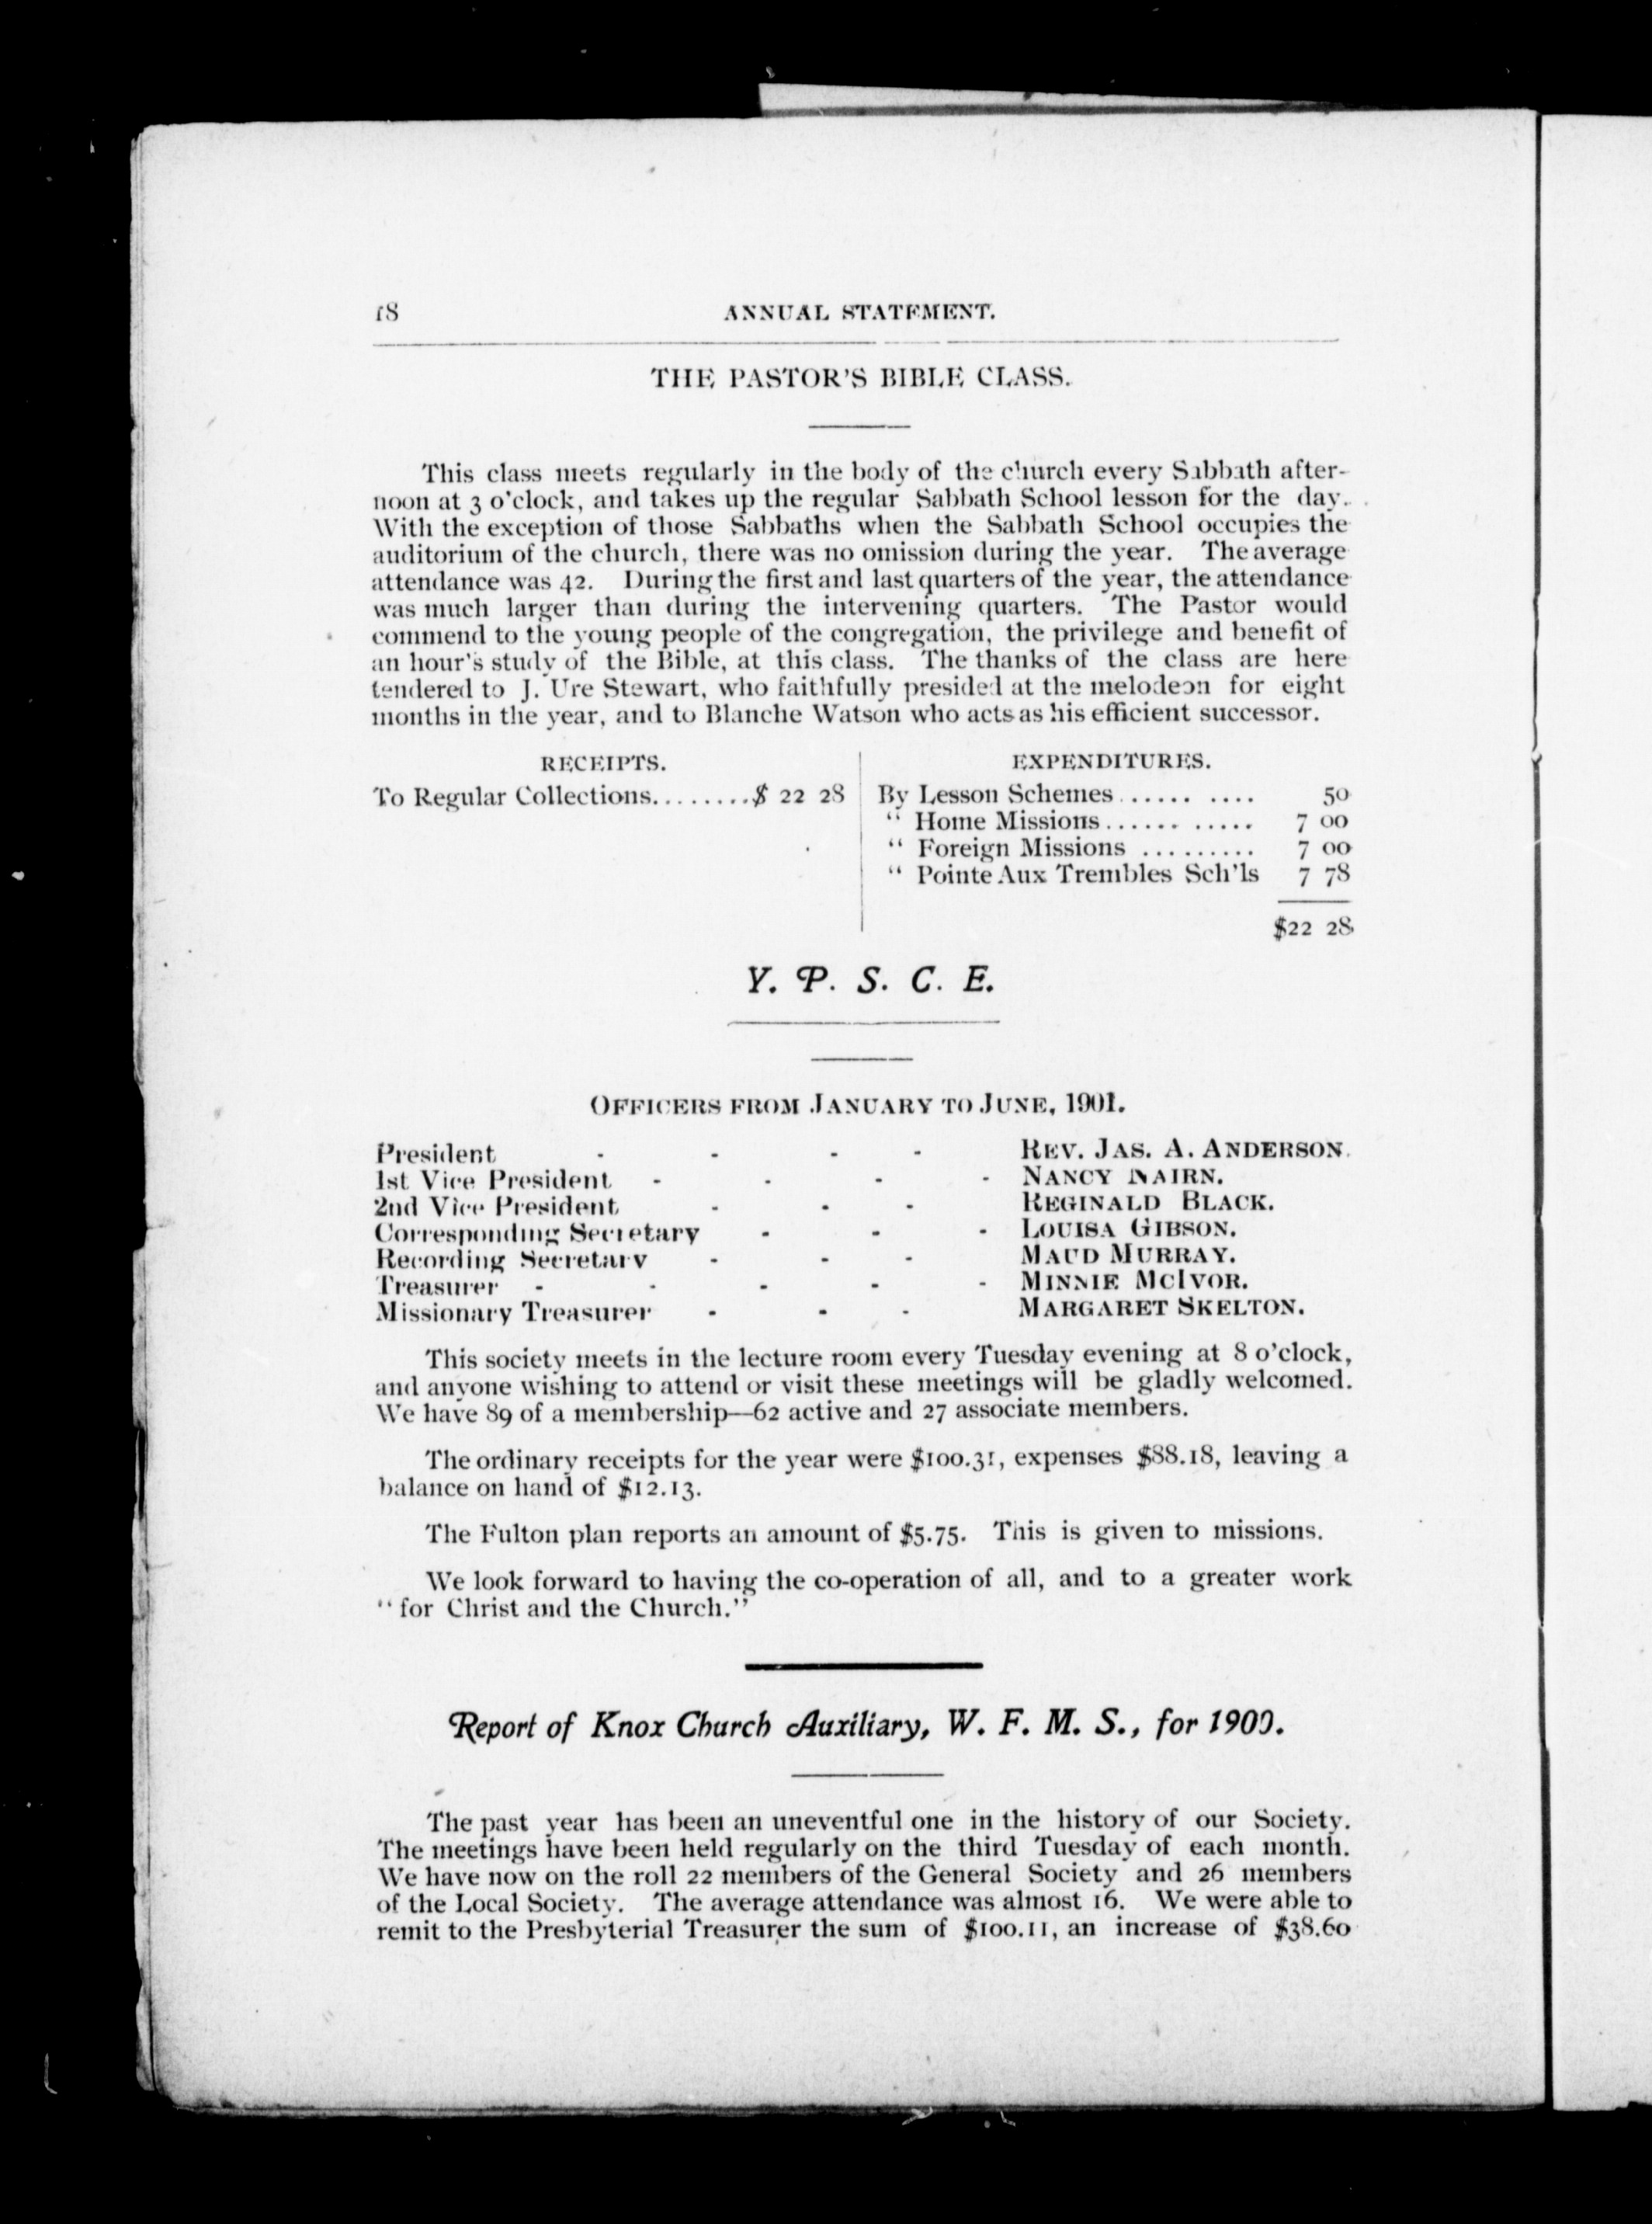 18 ANNUAL STATEMENT.
THE PASTOR'S BIBLE CLASS.
This class meets regularly in the body of the church every Sabbath after-
noon at 3 o'clock, and takes up the regular Sabbath School lesson for the day.
With the exception of those Sabbaths when the Sabbath School occupies the
auditorium of the church, there was no omission during the year. The average
attendance was 42. During the first and last quarters of the year, the attendance
was much larger than during the intervening quarters. The Pastor would
commend to the young people of the congregation, the privilege and benefit of
an hour's study of the Bible, at this class. The thanks of the class are here
tendered to J. Ure Stewart, who faithfully presided at the melodeon for eight
months in the year, and to Blanche Watson who acts as his efficient successor.
RECEIPTS.
To Regular Collections.........$ 22 28
EXPENDITURES.
By Lesson Schemes...... .... 50
" Home Missions...... ..... 7 00
" Foreign Missions ......... 7 00
" Pointe Aux Trembles Sch'ls 7 78
$22 28
Y. P. S. C. E.
OFFICERS FROM JANUARY TO JUNE, 1901.
President - - - - REV. JAS. A. ANDERSON.
1st Vice President - - - - NANCY NAIRN.
2nd Vice President - - - REGINALD BLACK.
Corresponding Secretary - - - LOUISA GIBSON.
Recording Secretary - - - MAUD MURRAY.
Treasurer - - - - - MINNIE MCIVOR.
Missionary Treasurer - - - MARGARET SKELTON.
This society meets in the lecture room every Tuesday evening at 8 o'clock,
and anyone wishing to attend or visit these meetings will be gladly welcomed.
We have 89 of a membership—62 active and 27 associate members.
The ordinary receipts for the year were $100.31, expenses $88.18, leaving a
balance on hand of $12.13.
The Fulton plan reports an amount of $5.75. This is given to missions.
We look forward to having the co-operation of all, and to a greater work
"for Christ and the Church."
Report of Knox Church Auxiliary, W. F. M. S., for 1900.
The past year has been an uneventful one in the history of our Society.
The meetings have been held regularly on the third Tuesday of each month.
We have now on the roll 22 members of the General Society and 26 members
of the Local Society. The average attendance was almost 16. We were able to
remit to the Presbyterial Treasurer the sum of $100.11, an increase of $38.60